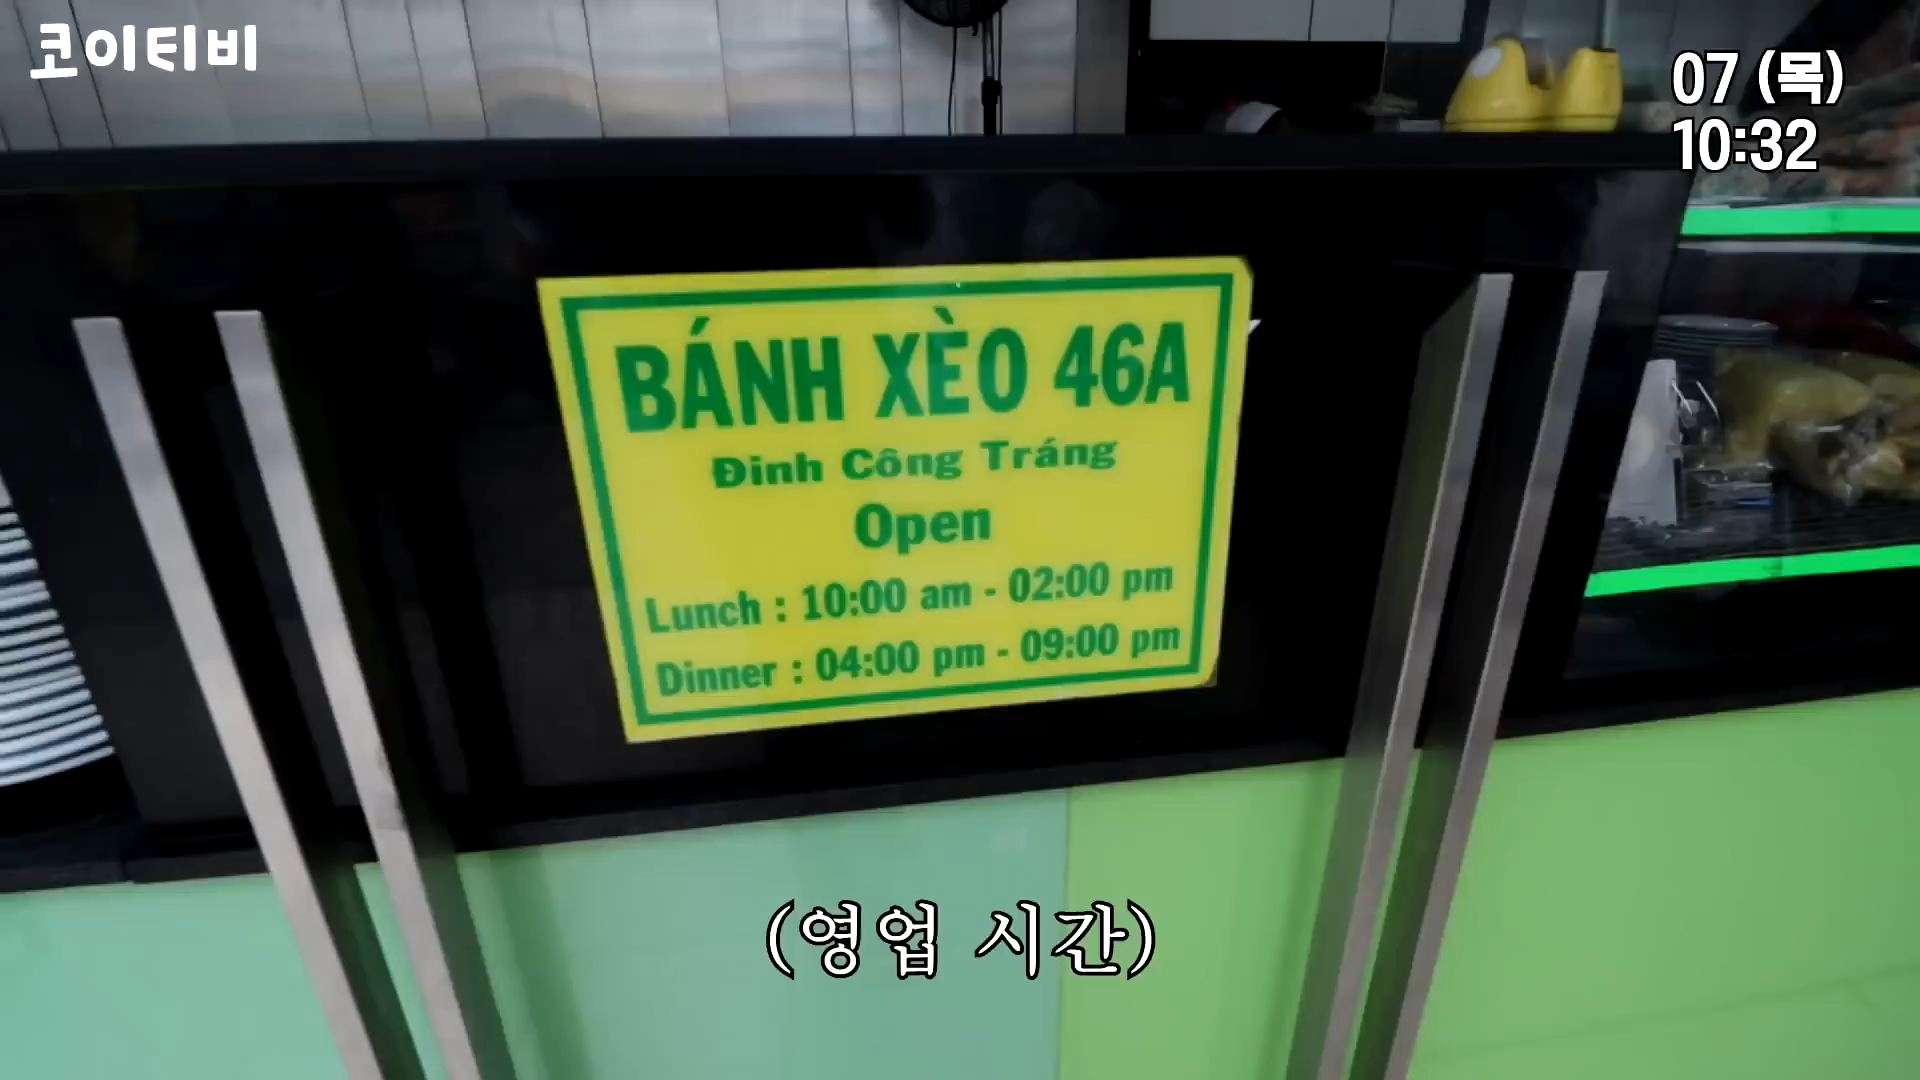 코이티비
07 (목)
10:32
BÁNH XÈO 46A
Đinh Công Tráng
Open
Lunch : 10:00 am - 02:00 pm
Dinner : 04:00 pm - 09:00 pm
(영업 시간)